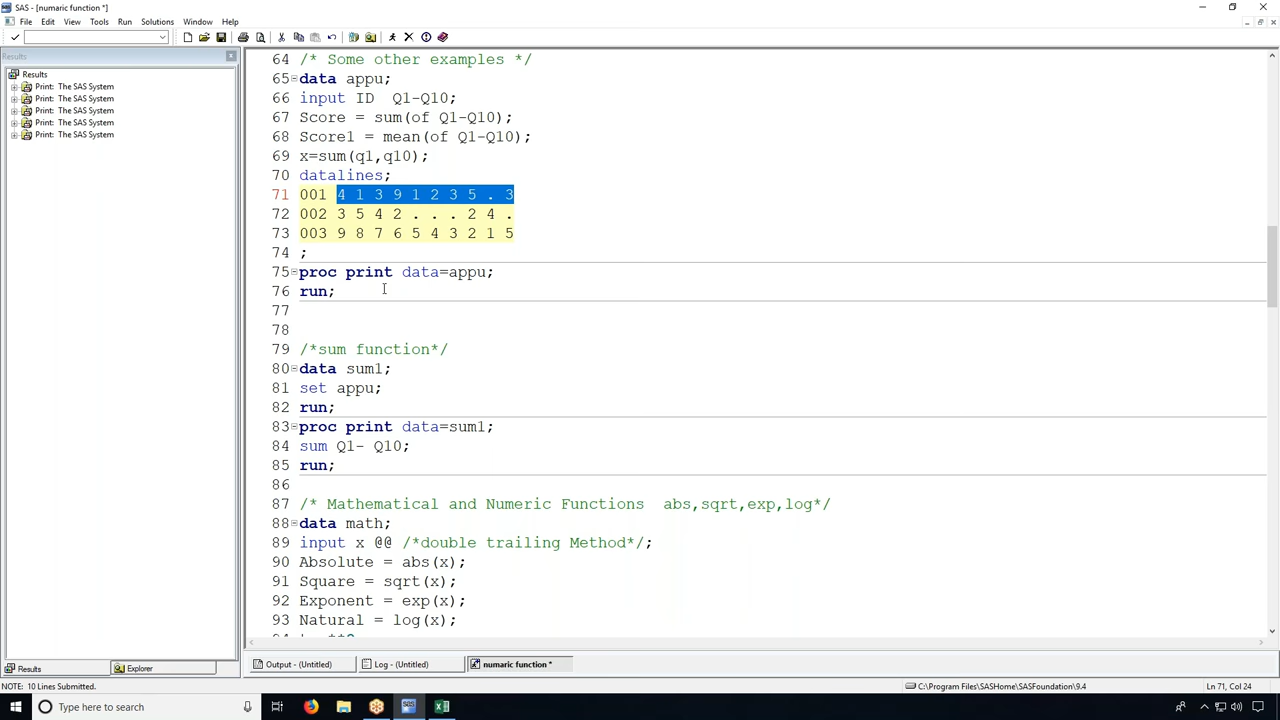 SAS - [numaric function *]
File Edit View Tools Run Solutions Window Help
Results
Results
Print: The SAS System
Print: The SAS System
Print: The SAS System
Print: The SAS System
Print: The SAS System
64 /* Some other examples */
65 data appu;
66 input ID  Q1-Q10;
67 Score = sum(of Q1-Q10);
68 Score1 = mean(of Q1-Q10);
69 x=sum(q1,q10);
70 datalines;
71 001 4 1 3 9 1 2 3 5 . 3
72 002 3 5 4 2 . . . 2 4 .
73 003 9 8 7 6 5 4 3 2 1 5
74 ;
75 proc print data=appu;
76 run;
77
78
79 /*sum function*/
80 data sum1;
81 set appu;
82 run;
83 proc print data=sum1;
84 sum Q1- Q10;
85 run;
86
87 /* Mathematical and Numeric Functions  abs,sqrt,exp,log*/
88 data math;
89 input x @@ /*double trailing Method*/;
90 Absolute = abs(x);
91 Square = sqrt(x);
92 Exponent = exp(x);
93 Natural = log(x);
Results Explorer
Output - (Untitled) Log - (Untitled) numaric function *
NOTE: 10 Lines Submitted.
C:\Program Files\SASHome\SASFoundation\9.4
Ln 71, Col 24
Type here to search
7:00 PM